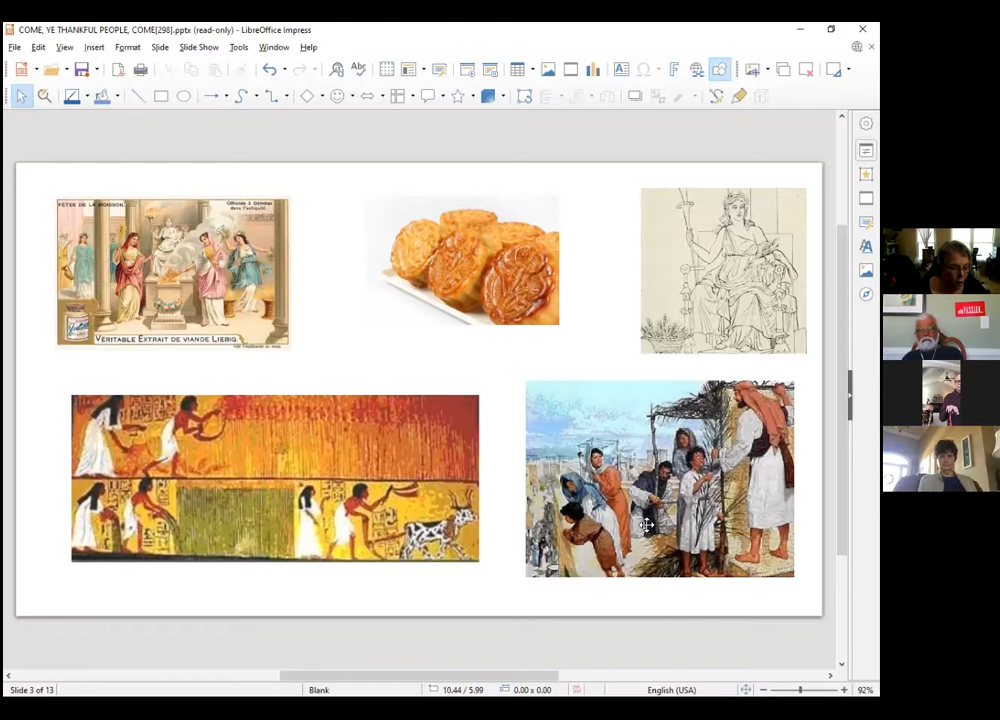 COME, YE THANKFUL PEOPLE, COME[298].pptx (read-only) - LibreOffice Impress
File Edit View Insert Format Slide Slide Show Tools Window Help
Abc
FÊTES DE LA MOISSON.
Offrande à Déméter
dans l'antiquité.
VÉRITABLE EXTRAIT DE VIANDE LIEBIG.
Slide 3 of 13
Blank
10.44 / 5.99
0.00 x 0.00
English (USA)
92%